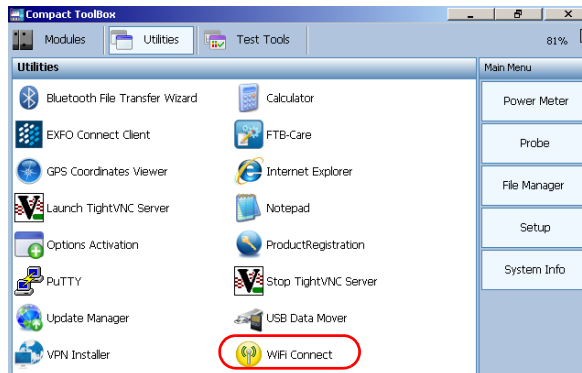 Compact ToolBox
Modules Utilities Test Tools 81%
Utilities
Bluetooth File Transfer Wizard Calculator
EXFO Connect Client FTB-Care
GPS Coordinates Viewer Internet Explorer
Launch TightVNC Server Notepad
Options Activation ProductRegistration
PuTTY Stop TightVNC Server
Update Manager USB Data Mover
VPN Installer WiFi Connect
Main Menu
Power Meter
Probe
File Manager
Setup
System Info